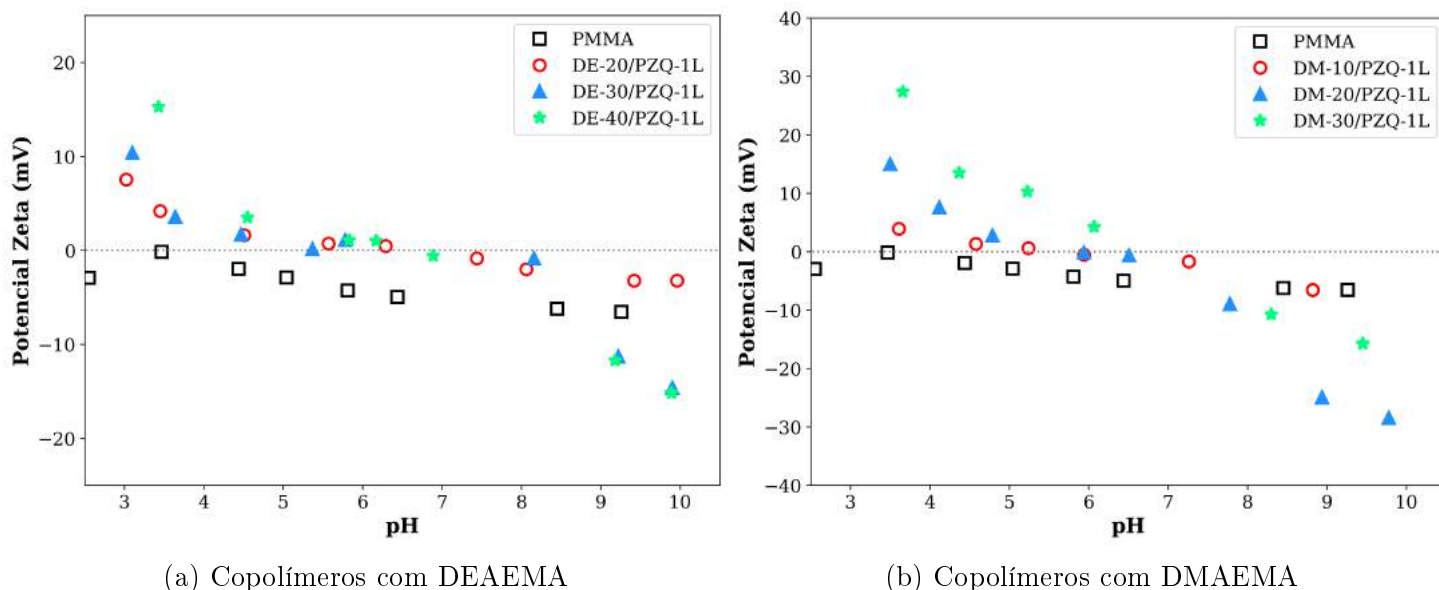 Potencial Zeta (mV)
20
10
0
−10
−20
PMMA
DE-20/PZQ-1L
DE-30/PZQ-1L
DE-40/PZQ-1L
3 4 5 6 7 8 9 10
pH
(a) Copolímeros com DEAEMA
Potencial Zeta (mV)
40
30
20
10
0
−10
−20
−30
−40
PMMA
DM-10/PZQ-1L
DM-20/PZQ-1L
DM-30/PZQ-1L
3 4 5 6 7 8 9 10
pH
(b) Copolímeros com DMAEMA